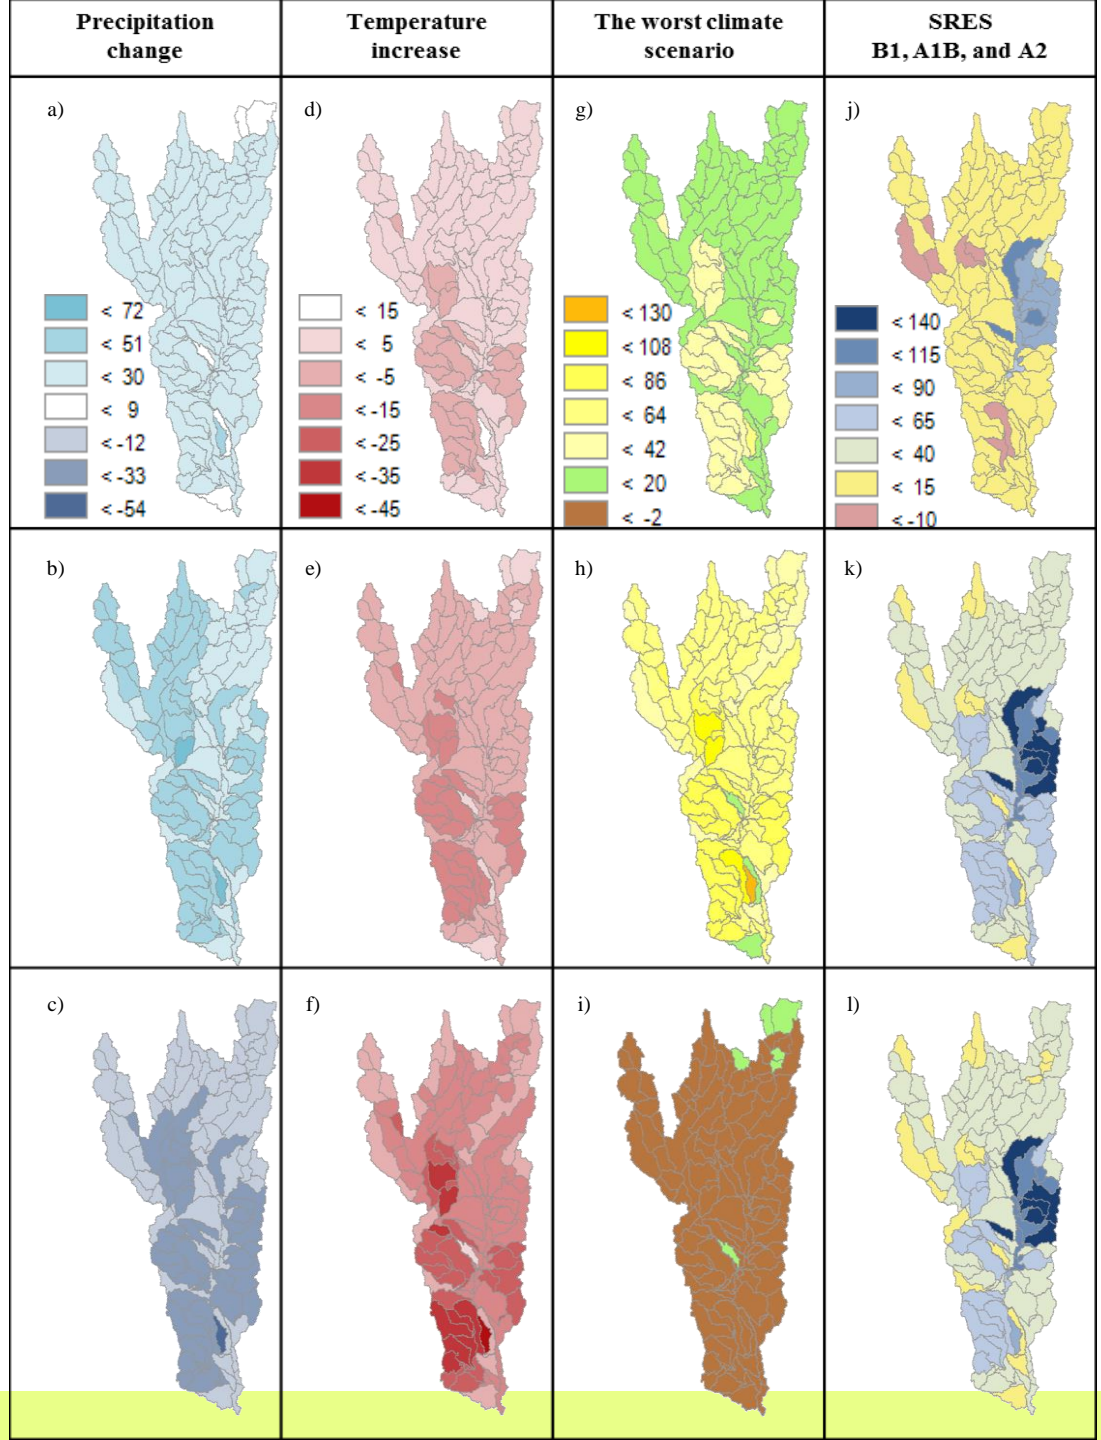 Precipitation
change
Temperature
increase
The worst climate
scenario
SRES
B1, A1B, and A2
a)
< 72
< 51
< 30
< 9
< -12
< -33
< -54
d)
< 15
< 5
< -5
< -15
< -25
< -35
< -45
g)
< 130
< 108
< 86
< 64
< 42
< 20
< -2
j)
< 140
< 115
< 90
< 65
< 40
< 15
< -10
b)
e)
h)
k)
c)
f)
i)
l)